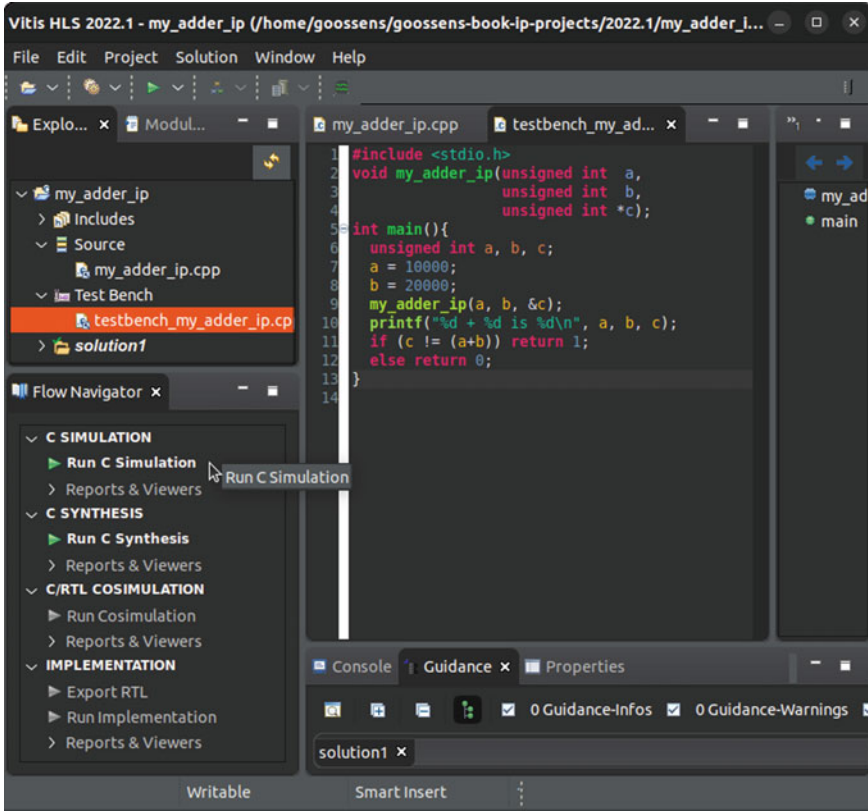 Vitis HLS 2022.1 - my_adder_ip (/home/goossens/goossens-book-ip-projects/2022.1/my_adder_i...
File Edit Project Solution Window Help
Explo... Modul...
my_adder_ip
Includes
Source
my_adder_ip.cpp
Test Bench
testbench_my_adder_ip.cp
solution1
my_adder_ip.cpp testbench_my_ad...
1 #include <stdio.h>
2 void my_adder_ip(unsigned int a,
3 unsigned int b,
4 unsigned int *c);
5 int main(){
6 unsigned int a, b, c;
7 a = 10000;
8 b = 20000;
9 my_adder_ip(a, b, &c);
10 printf("%d + %d is %d\n", a, b, c);
11 if (c != (a+b)) return 1;
12 else return 0;
13 }
14
»1
my_ad
main
Flow Navigator
C SIMULATION
Run C Simulation
Run C Simulation
Reports & Viewers
C SYNTHESIS
Run C Synthesis
Reports & Viewers
C/RTL COSIMULATION
Run Cosimulation
Reports & Viewers
IMPLEMENTATION
Export RTL
Run Implementation
Reports & Viewers
Console Guidance Properties
0 Guidance-Infos 0 Guidance-Warnings
solution1
Writable Smart Insert